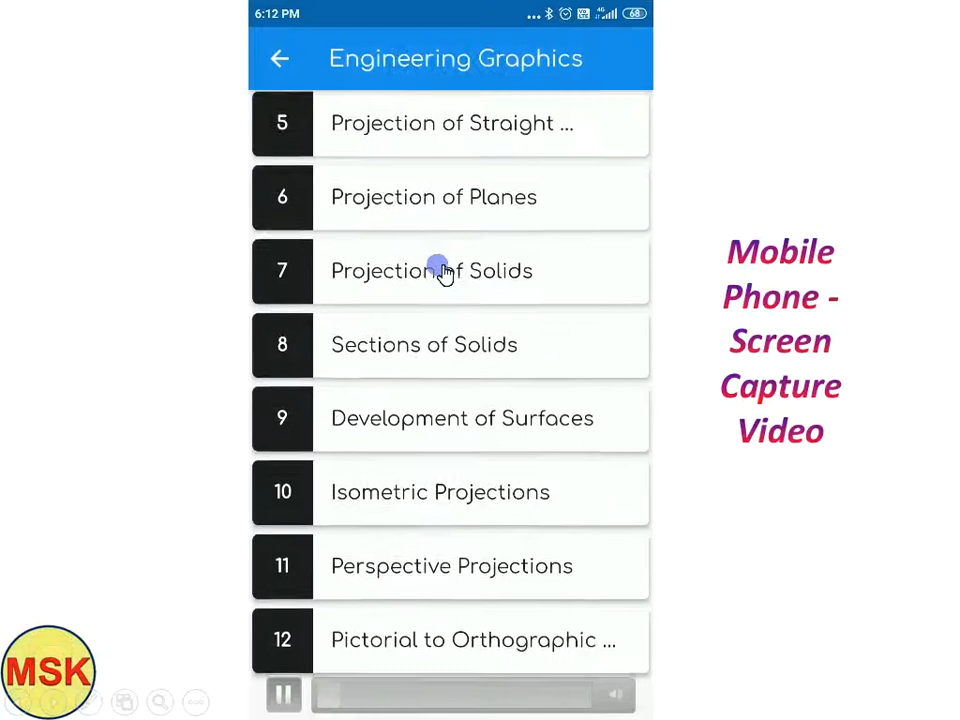 6:12 PM
4G
68
Engineering Graphics
5 Projection of Straight ...
6 Projection of Planes
7 Projection of Solids
8 Sections of Solids
9 Development of Surfaces
10 Isometric Projections
11 Perspective Projections
12 Pictorial to Orthographic ...
Mobile
Phone -
Screen
Capture
Video
MSK